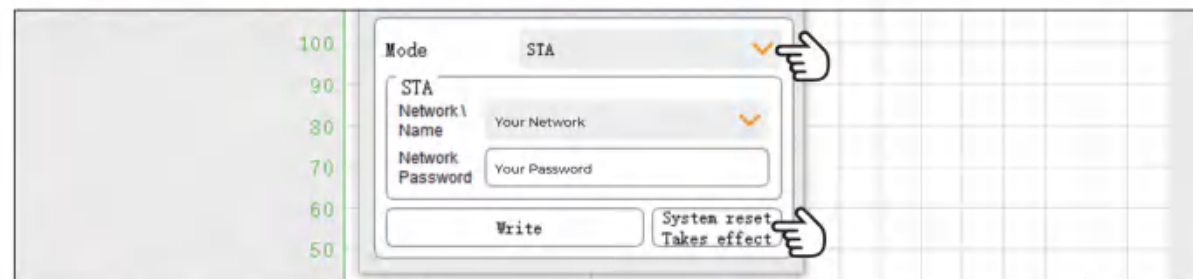 100
90
80
70
60
50
Mode
STA
STA
Network\
Name
Your Network
Network
Password
Your Password
Write
System reset
Takes effect